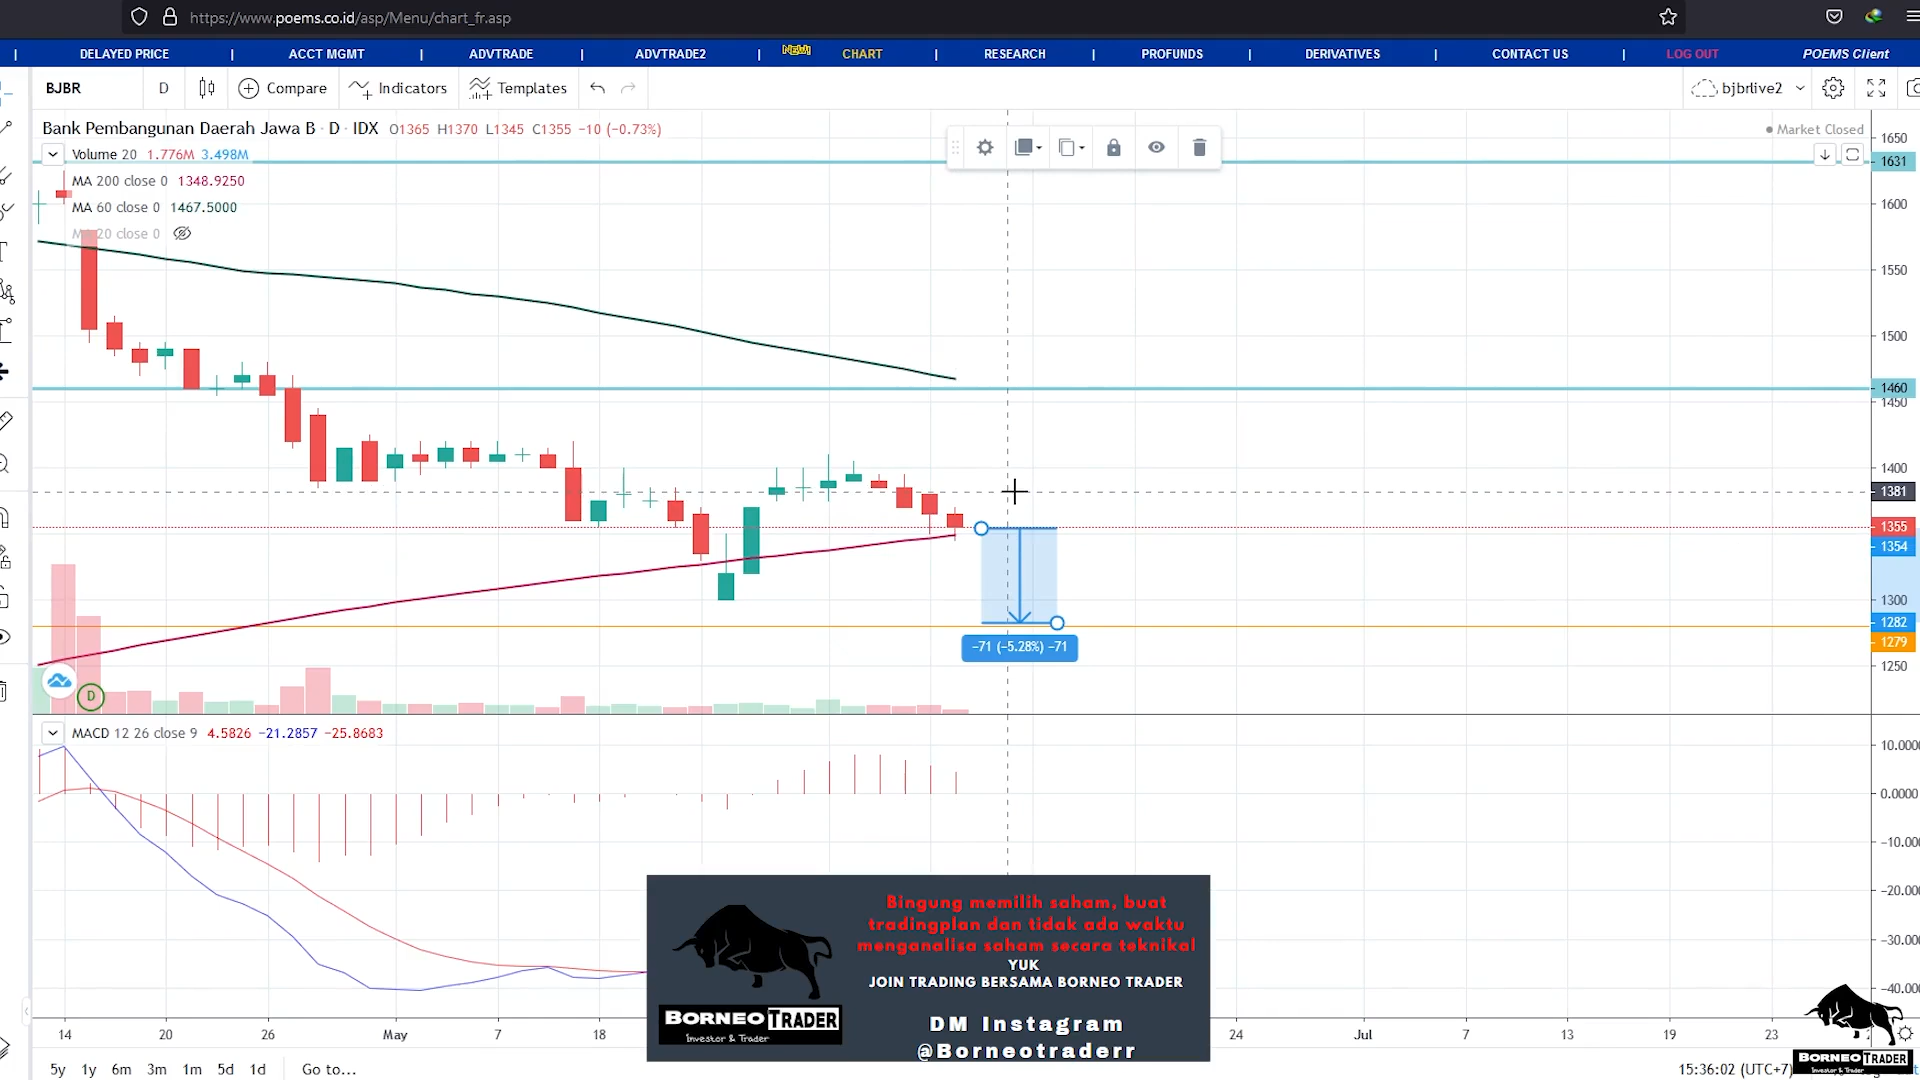 https://www.poems.co.id/asp/Menu/chart_fr.asp
| DELAYED PRICE | ACCT MGMT | ADVTRADE | ADVTRADE2 | NEW! CHART | RESEARCH | PROFUNDS | DERIVATIVES | CONTACT US | LOG OUT POEMS Client
BJBR D Compare Indicators Templates bjbrlive2
Bank Pembangunan Daerah Jawa B · D · IDX O1365 H1370 L1345 C1355 −10 (−0.73%)
Market Closed
Volume 20 1.776M 3.498M
MA 200 close 0 1348.9250
MA 60 close 0 1467.5000
MA 20 close 0
1650
1631
1600
1550
1500
1460
1450
1400
1381
1355
1354
1300
1282
1279
1250
−71 (−5.28%) −71
D
MACD 12 26 close 9 4.5826 −21.2857 −25.8683
10.0000
0.0000
−10.000
−20.000
−30.000
−40.000
Bingung memilih saham, buat
tradingplan dan tidak ada waktu
menganalisa saham secara teknikal
YUK
JOIN TRADING BERSAMA BORNEO TRADER
BORNEO TRADER
Investor & Trader
DM Instagram
@Borneotraderr
14 20 26 May 7 18 24 Jul 7 13 19 23
5y 1y 6m 3m 1m 5d 1d Go to...
15:36:02 (UTC+7)
BORNEO TRADER
Investor & Trader